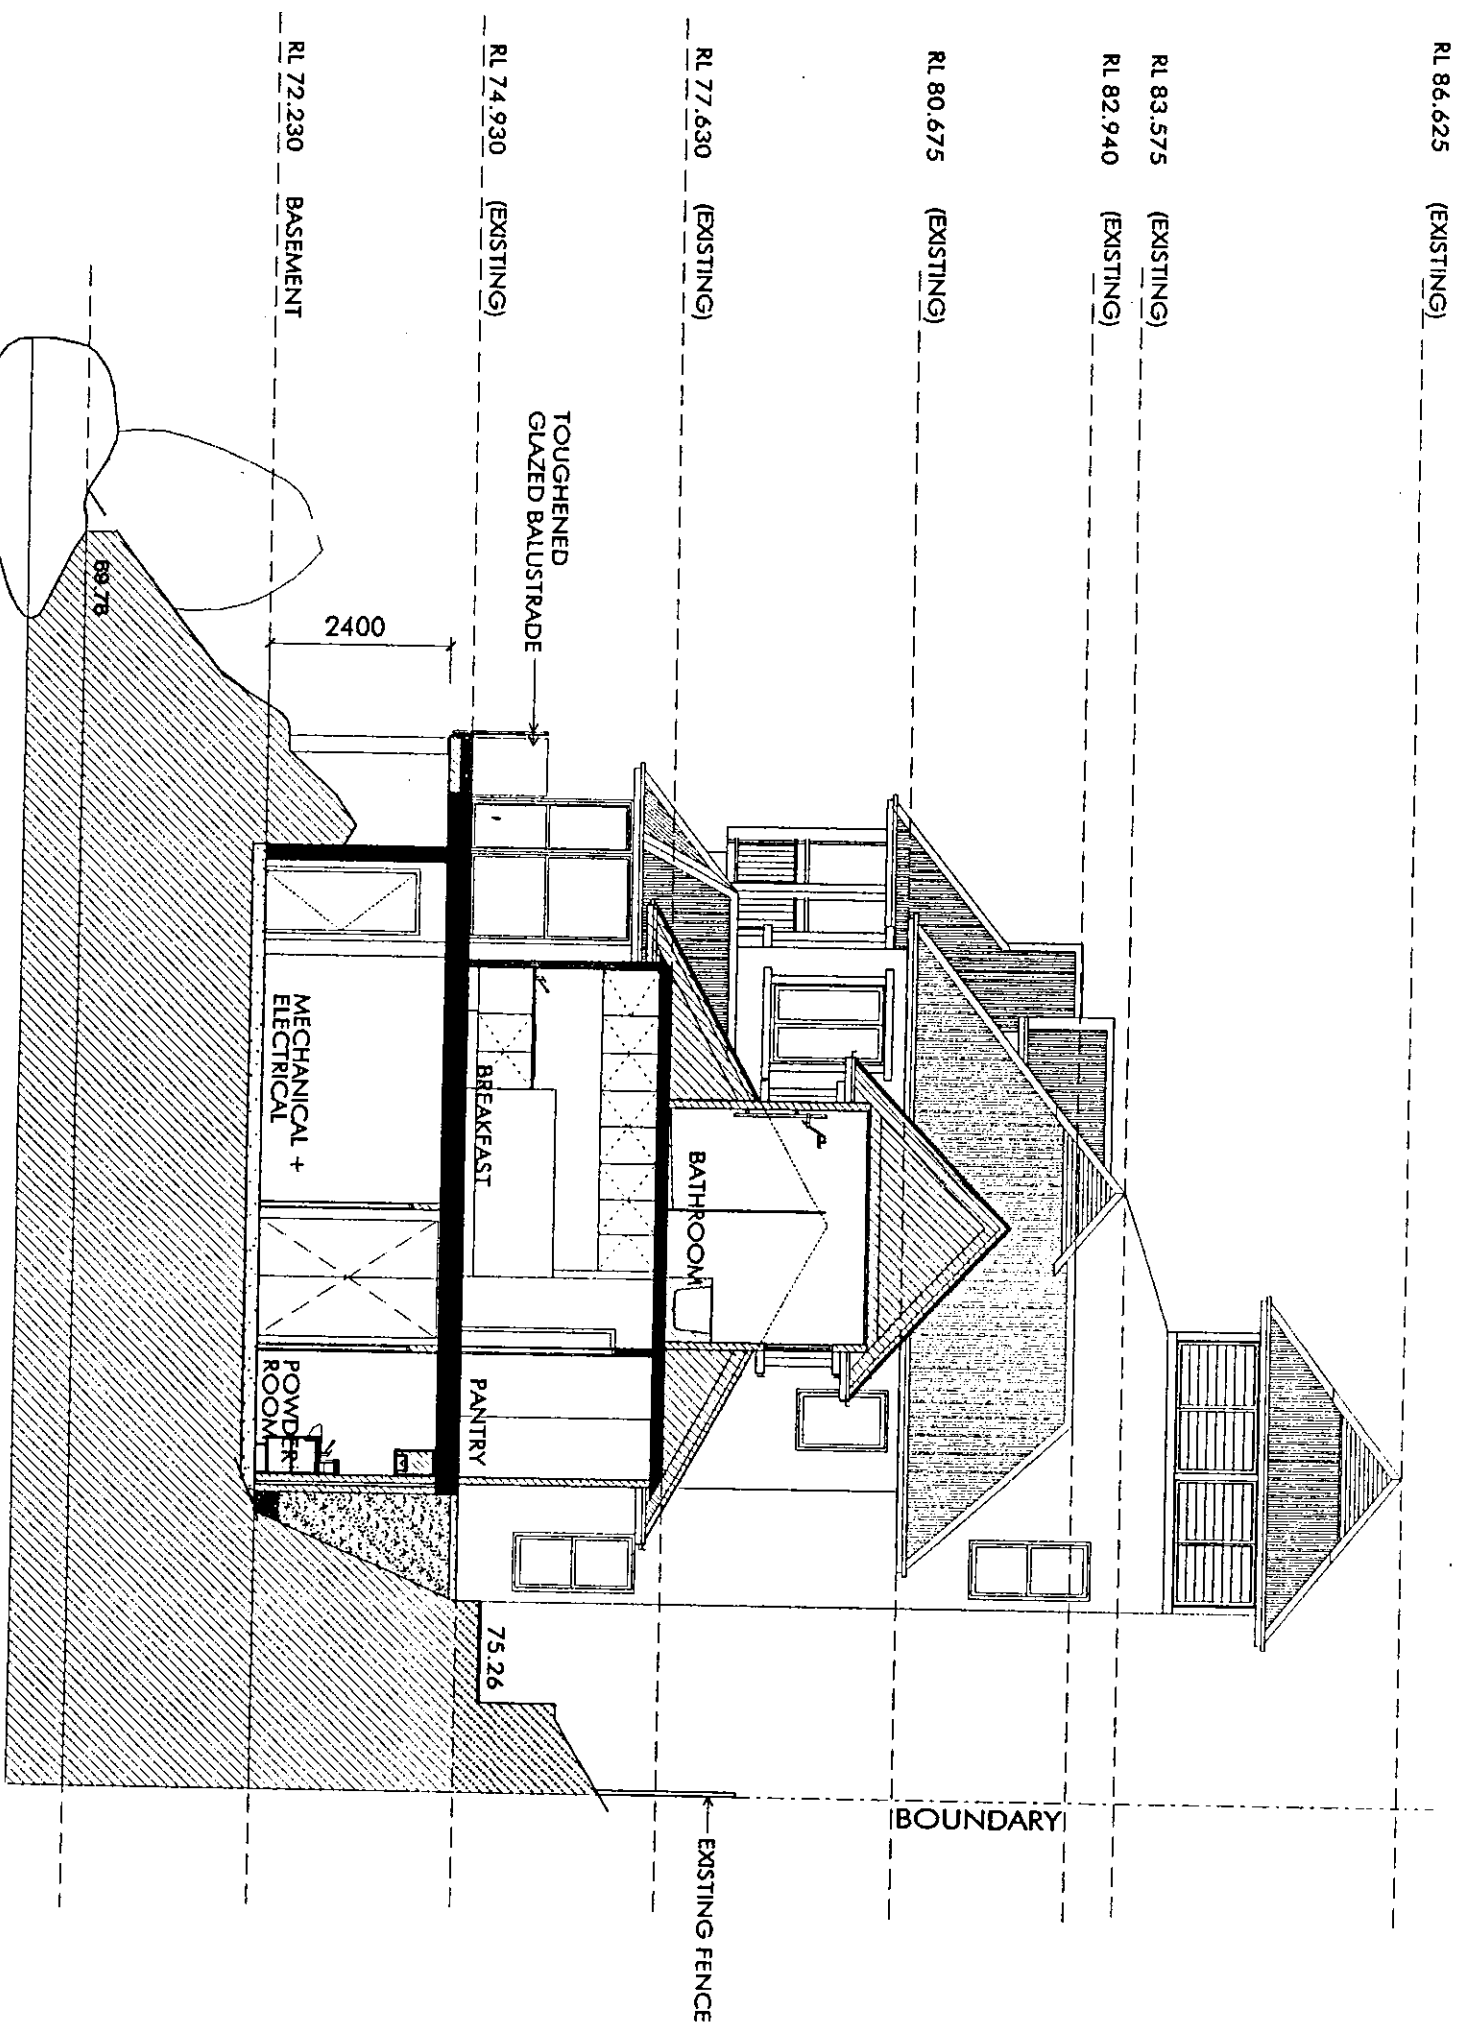 RL 86.625 (EXISTING)
RL 83.575 (EXISTING)
RL 82.940 (EXISTING)
RL 80.675 (EXISTING)
RL 77.630 (EXISTING)
RL 74.930 (EXISTING)
RL 72.230 BASEMENT
TOUGHENED
GLAZED BALUSTRADE
2400
69.78
BATHROOM
BREAKFAST
PANTRY
MECHANICAL +
ELECTRICAL
POWDER
ROOM
75.26
BOUNDARY
EXISTING FENCE